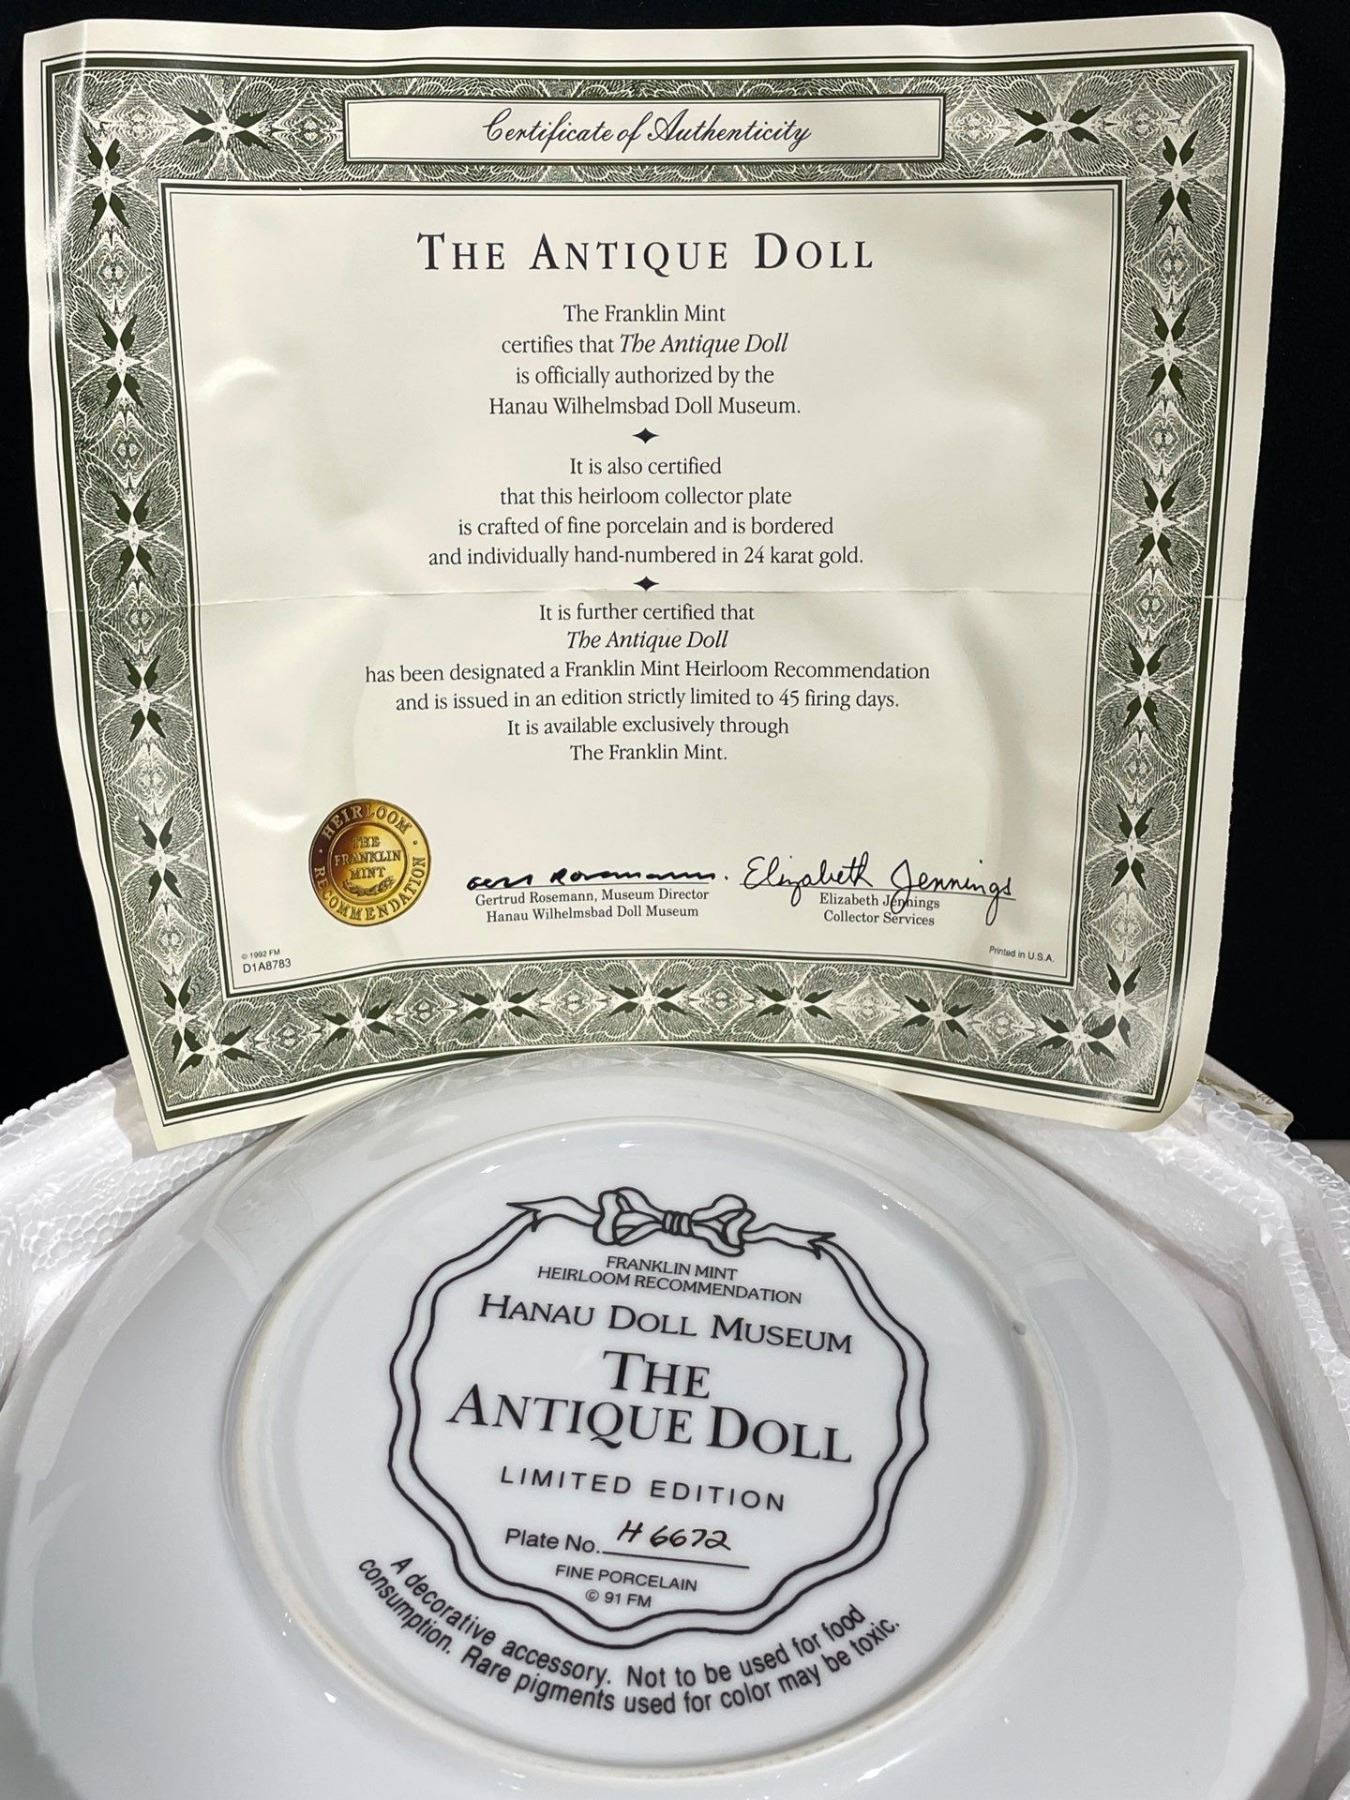 Certificate of Authenticity
THE ANTIQUE DOLL
The Franklin Mint
certifies that The Antique Doll
is officially authorized by the
Hanau Wilhelmsbad Doll Museum.
It is also certified
that this heirloom collector plate
is crafted of fine porcelain and is bordered
and individually hand-numbered in 24 karat gold.
It is further certified that
The Antique Doll
has been designated a Franklin Mint Heirloom Recommendation
and is issued in an edition strictly limited to 45 firing days.
It is available exclusively through
The Franklin Mint.
HEIRLOOM
RECOMMENDATION
THE
FRANKLIN
MINT
Gertrud Rosemann, Museum Director
Hanau Wilhelmsbad Doll Museum
Elizabeth Jennings
Elizabeth Jennings
Collector Services
© 1992 FM
D1A8783
Printed in U.S.A.
FRANKLIN MINT
HEIRLOOM RECOMMENDATION
HANAU DOLL MUSEUM
THE
ANTIQUE DOLL
LIMITED EDITION
Plate No. H 6672
FINE PORCELAIN
© 91 FM
A decorative accessory. Not to be used for food
consumption. Rare pigments used for color may be toxic.